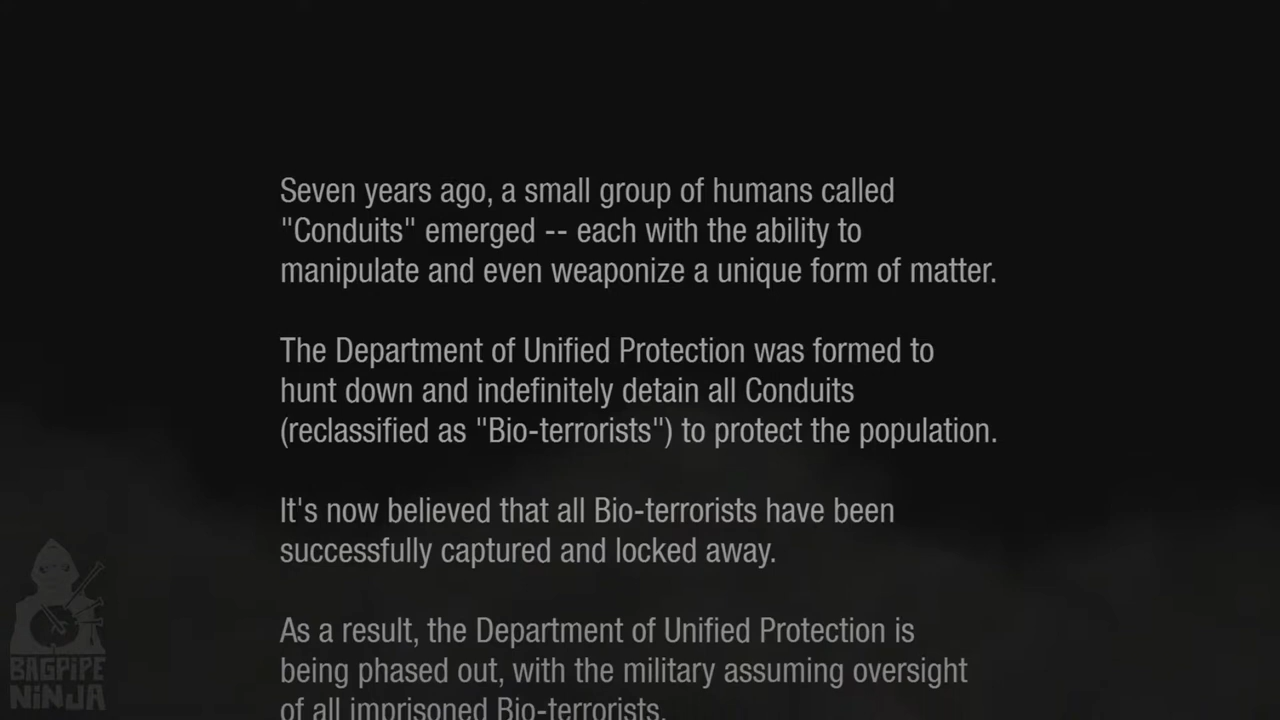 Seven years ago, a small group of humans called
"Conduits" emerged -- each with the ability to
manipulate and even weaponize a unique form of matter.
The Department of Unified Protection was formed to
hunt down and indefinitely detain all Conduits
(reclassified as "Bio-terrorists") to protect the population.
It's now believed that all Bio-terrorists have been
successfully captured and locked away.
As a result, the Department of Unified Protection is
being phased out, with the military assuming oversight
of all imprisoned Bio-terrorists.
BAGPIPE
NINJA